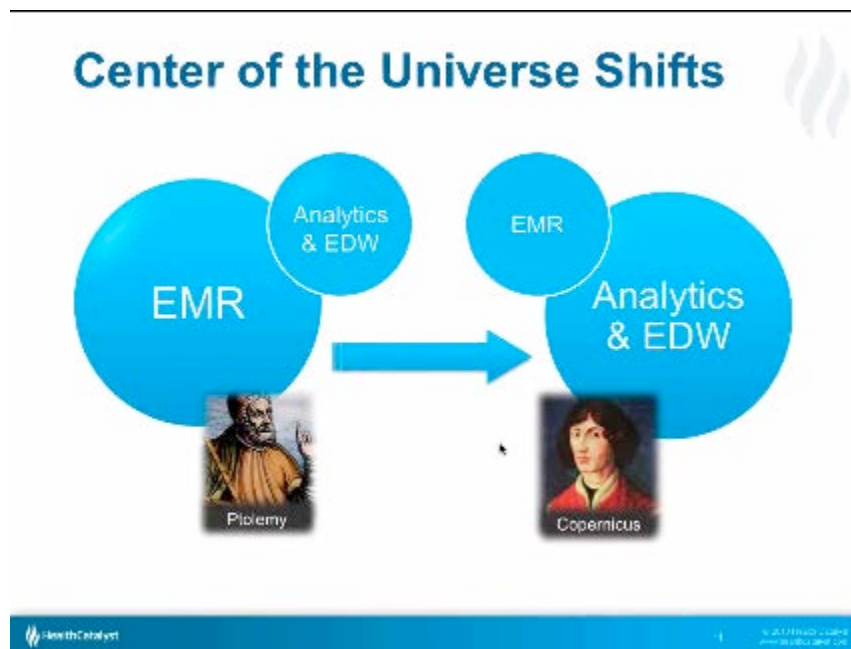 Center of the Universe Shifts
Analytics
& EDW
EMR
EMR
Analytics
& EDW
Ptolemy
Copernicus
HealthCatalyst